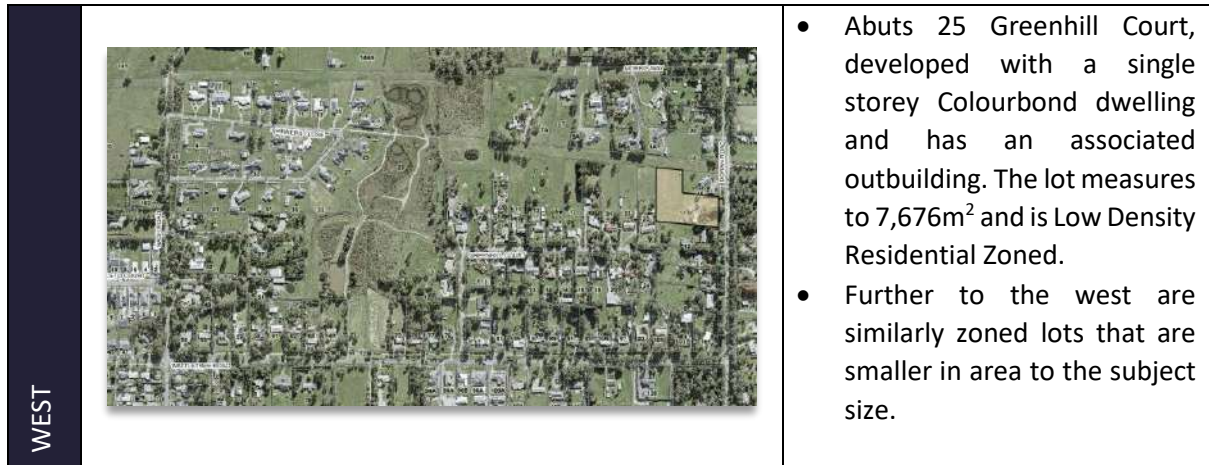 WEST
• Abuts 25 Greenhill Court,
developed with a single
storey Colourbond dwelling
and has an associated
outbuilding. The lot measures
to 7,676m² and is Low Density
Residential Zoned.
• Further to the west are
similarly zoned lots that are
smaller in area to the subject
size.